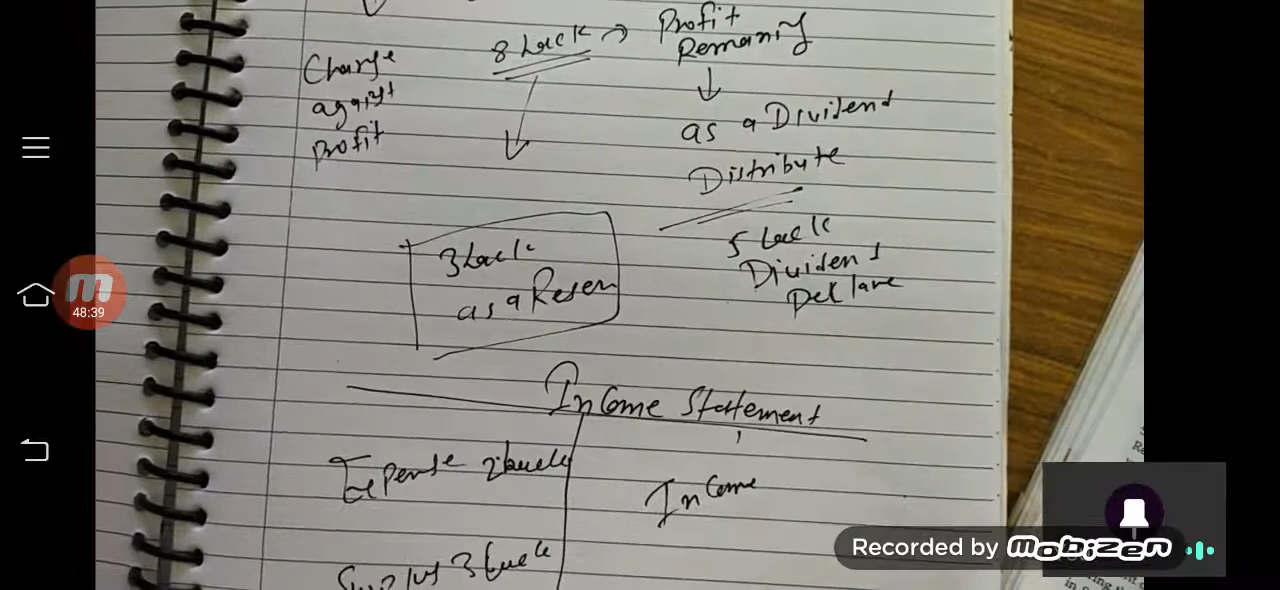 8 Lack → Profit
Remaning
Charge
against
Profit
as a Dividend
Distribute
5 Lack
Dividend
Declare
3 Lack
as a Reser
Income Statement
Expense 2 Lack
Income
Surplus 3 Lack
48:39
Recorded by mobizen